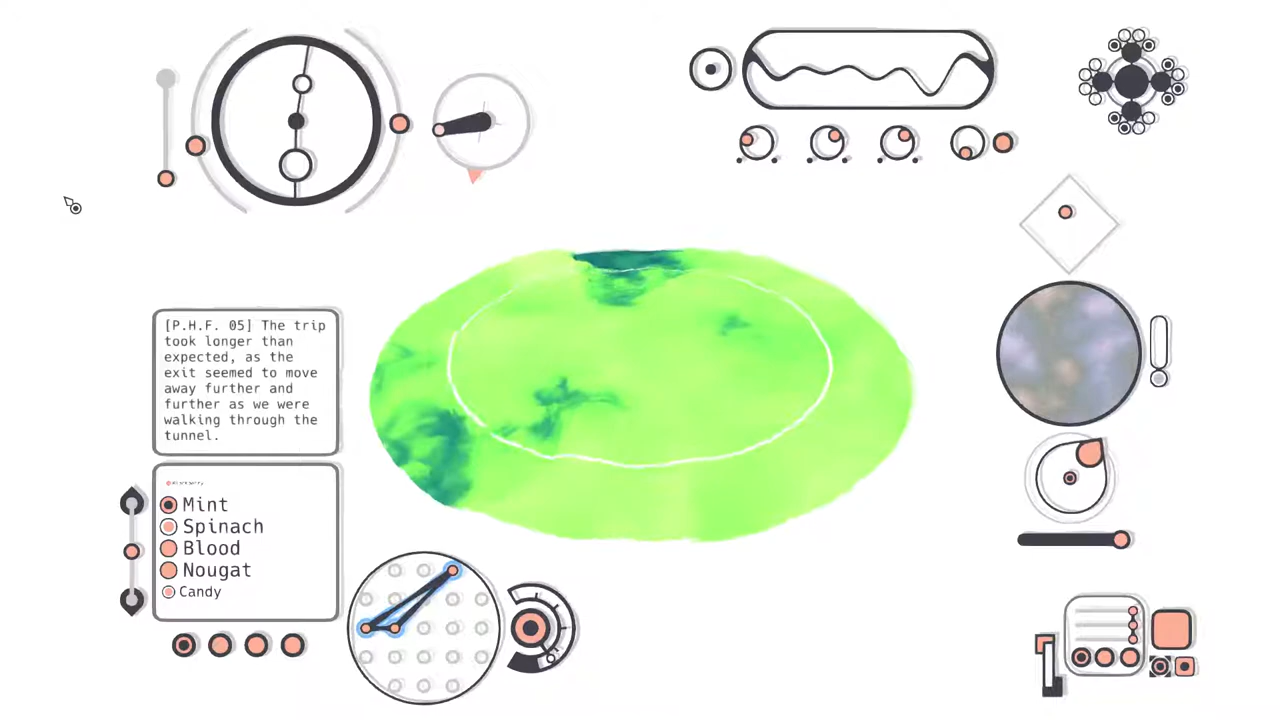 [P.H.F. 05] The trip
took longer than
expected, as the
exit seemed to move
away further and
further as we were
walking through the
tunnel.
Mint
Spinach
Blood
Nougat
Candy